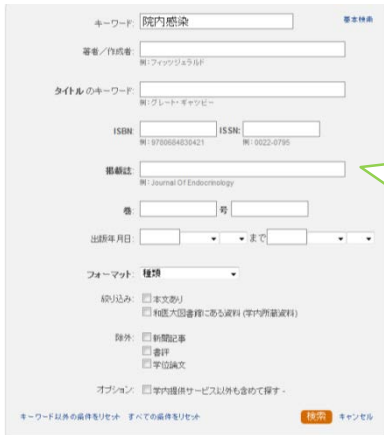 キーワード: 院内感染 基本検索
著者／作成者:
例：フィッツジェラルド
タイトル のキーワード:
例：グレート・ギャツビー
ISBN: ISSN:
例：9780684830421 例：0022-0795
掲載誌:
例：Journal Of Endocrinology
巻: 号
出版年月日: まで
フォーマット: 種類
絞り込み: 本文あり
和医大図書館にある資料 (学内所蔵資料)
除外: 新聞記事
書評
学位論文
オプション: 学内提供サービス以外も含めて探す -
キーワード以外の条件をリセット すべての条件をリセット 検索 キャンセル